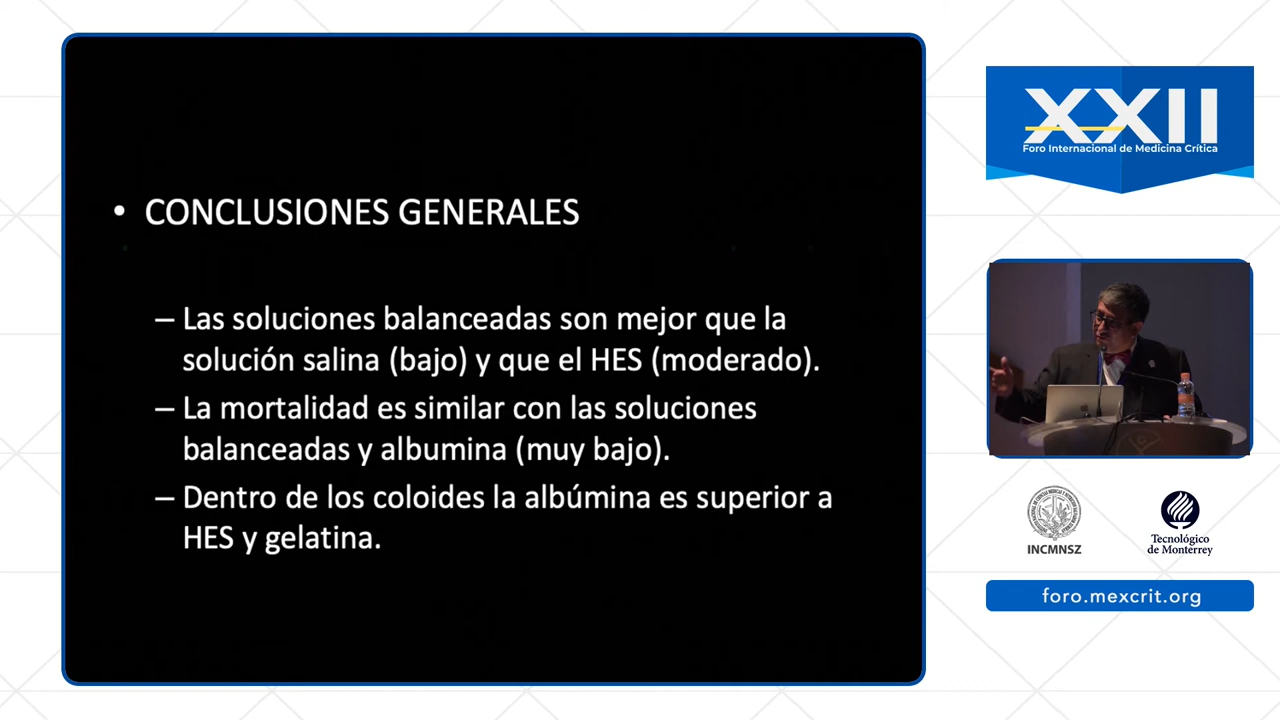 • CONCLUSIONES GENERALES
– Las soluciones balanceadas son mejor que la
solución salina (bajo) y que el HES (moderado).
– La mortalidad es similar con las soluciones
balanceadas y albumina (muy bajo).
– Dentro de los coloides la albúmina es superior a
HES y gelatina.
XXII
Foro Internacional de Medicina Crítica
INCMNSZ
Tecnológico
de Monterrey
foro.mexcrit.org